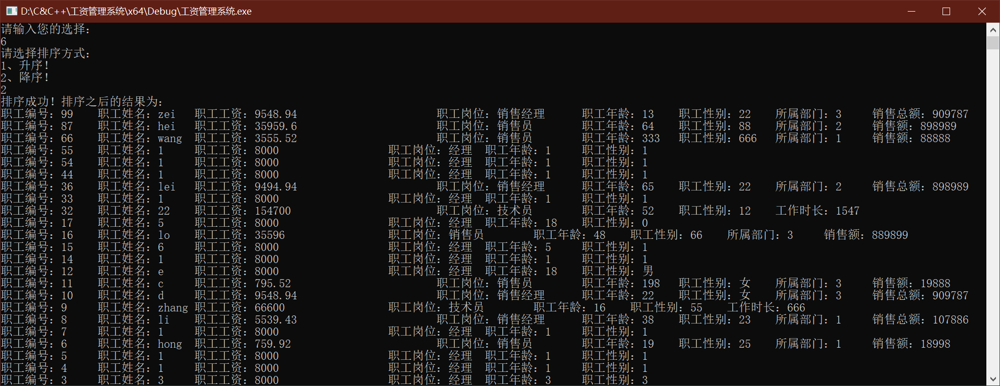 D:\C&C++\工资管理系统\x64\Debug\工资管理系统.exe
请输入您的选择:
6
请选择排序方式:
1、升序!
2、降序!
2
排序成功! 排序之后的结果为:
职工编号: 99 职工姓名: zei 职工工资: 9548.94 职工岗位: 销售经理 职工年龄: 13 职工性别: 22 所属部门: 3 销售总额: 909787
职工编号: 87 职工姓名: hei 职工工资: 35959.6 职工岗位: 销售员 职工年龄: 64 职工性别: 88 所属部门: 2 销售额: 898989
职工编号: 66 职工姓名: wang 职工工资: 3555.52 职工岗位: 销售员 职工年龄: 333 职工性别: 666 所属部门: 1 销售额: 88888
职工编号: 55 职工姓名: 1 职工工资: 8000 职工岗位: 经理 职工年龄: 1 职工性别: 1
职工编号: 54 职工姓名: 1 职工工资: 8000 职工岗位: 经理 职工年龄: 1 职工性别: 1
职工编号: 44 职工姓名: 1 职工工资: 8000 职工岗位: 经理 职工年龄: 1 职工性别: 1
职工编号: 36 职工姓名: lei 职工工资: 9494.94 职工岗位: 销售经理 职工年龄: 65 职工性别: 22 所属部门: 2 销售总额: 898989
职工编号: 33 职工姓名: 1 职工工资: 8000 职工岗位: 经理 职工年龄: 1 职工性别: 1
职工编号: 32 职工姓名: 22 职工工资: 154700 职工岗位: 技术员 职工年龄: 52 职工性别: 12 工作时长: 1547
职工编号: 17 职工姓名: 5 职工工资: 8000 职工岗位: 经理 职工年龄: 18 职工性别: 0
职工编号: 16 职工姓名: lo 职工工资: 35596 职工岗位: 销售员 职工年龄: 48 职工性别: 66 所属部门: 3 销售额: 889899
职工编号: 15 职工姓名: 6 职工工资: 8000 职工岗位: 经理 职工年龄: 5 职工性别: 1
职工编号: 14 职工姓名: 1 职工工资: 8000 职工岗位: 经理 职工年龄: 1 职工性别: 1
职工编号: 12 职工姓名: e 职工工资: 8000 职工岗位: 经理 职工年龄: 18 职工性别: 男
职工编号: 11 职工姓名: c 职工工资: 795.52 职工岗位: 销售员 职工年龄: 198 职工性别: 女 所属部门: 3 销售额: 19888
职工编号: 10 职工姓名: d 职工工资: 9548.94 职工岗位: 销售经理 职工年龄: 22 职工性别: 女 所属部门: 3 销售总额: 909787
职工编号: 9 职工姓名: zhang 职工工资: 66600 职工岗位: 技术员 职工年龄: 16 职工性别: 55 工作时长: 666
职工编号: 8 职工姓名: li 职工工资: 5539.43 职工岗位: 销售经理 职工年龄: 38 职工性别: 23 所属部门: 1 销售总额: 107886
职工编号: 7 职工姓名: 1 职工工资: 8000 职工岗位: 经理 职工年龄: 1 职工性别: 1
职工编号: 6 职工姓名: hong 职工工资: 759.92 职工岗位: 销售员 职工年龄: 19 职工性别: 25 所属部门: 1 销售额: 18998
职工编号: 5 职工姓名: 1 职工工资: 8000 职工岗位: 经理 职工年龄: 1 职工性别: 1
职工编号: 4 职工姓名: 1 职工工资: 8000 职工岗位: 经理 职工年龄: 1 职工性别: 1
职工编号: 3 职工姓名: 3 职工工资: 8000 职工岗位: 经理 职工年龄: 3 职工性别: 3